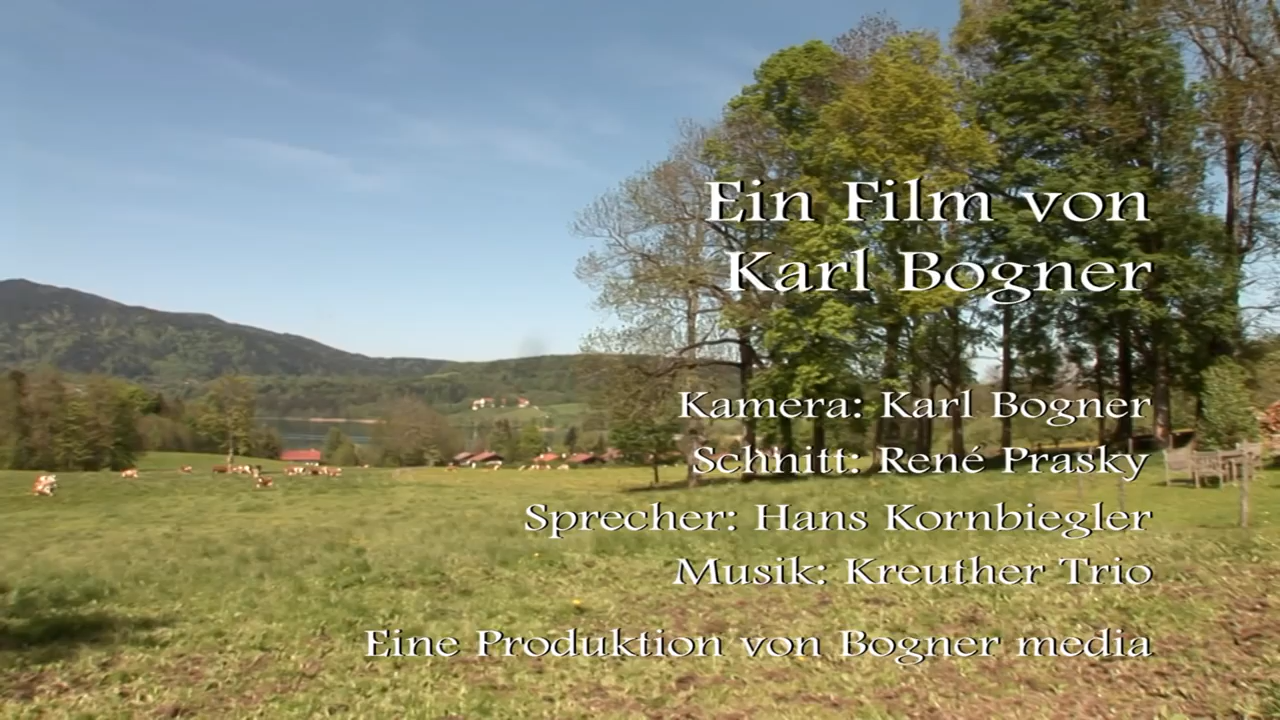 Ein Film von
Karl Bogner
Kamera: Karl Bogner
Schnitt: René Prasky
Sprecher: Hans Kornbiegler
Musik: Kreuther Trio
Eine Produktion von Bogner media